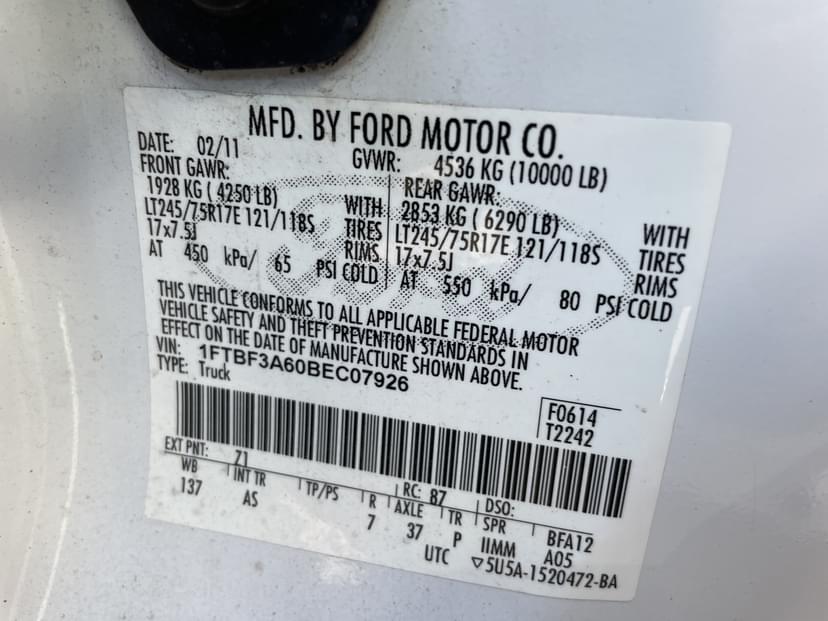 MFD. BY FORD MOTOR CO.
DATE: 02/11 GVWR: 4536 KG (10000 LB)
FRONT GAWR: REAR GAWR:
1928 KG ( 4250 LB) WITH 2853 KG ( 6290 LB) WITH
LT245/75R17E 121/118S TIRES LT245/75R17E 121/118S TIRES
17x7.5J RIMS 17x7.5J RIMS
AT 450 kPa/ 65 PSI COLD AT 550 kPa/ 80 PSI COLD
THIS VEHICLE CONFORMS TO ALL APPLICABLE FEDERAL MOTOR
VEHICLE SAFETY AND THEFT PREVENTION STANDARDS IN
EFFECT ON THE DATE OF MANUFACTURE SHOWN ABOVE.
VIN: 1FTBF3A60BEC07926
TYPE: Truck
F0614
T2242
EXT PNT: Z1 RC: 87 DSO:
WB INT TR TP/PS R AXLE TR SPR BFA12
137 AS 7 37 P IIMM A05
UTC ▽5U5A-1520472-BA